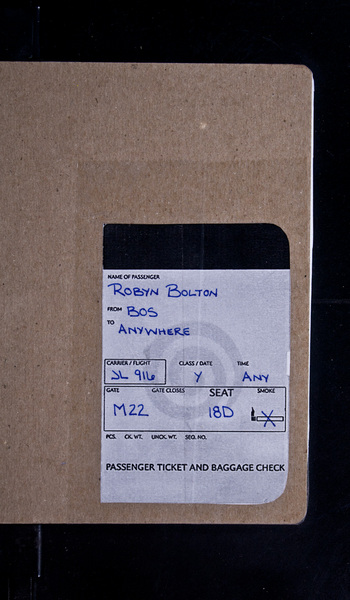 NAME OF PASSENGER
ROBYN BOLTON
FROM BOS
TO ANYWHERE
CARRIER / FLIGHT CLASS / DATE TIME
JL 916 Y ANY
GATE GATE CLOSES SEAT SMOKE
M22 18D X
PCS. CK. WT. UNCK. WT. SEQ. NO.
PASSENGER TICKET AND BAGGAGE CHECK